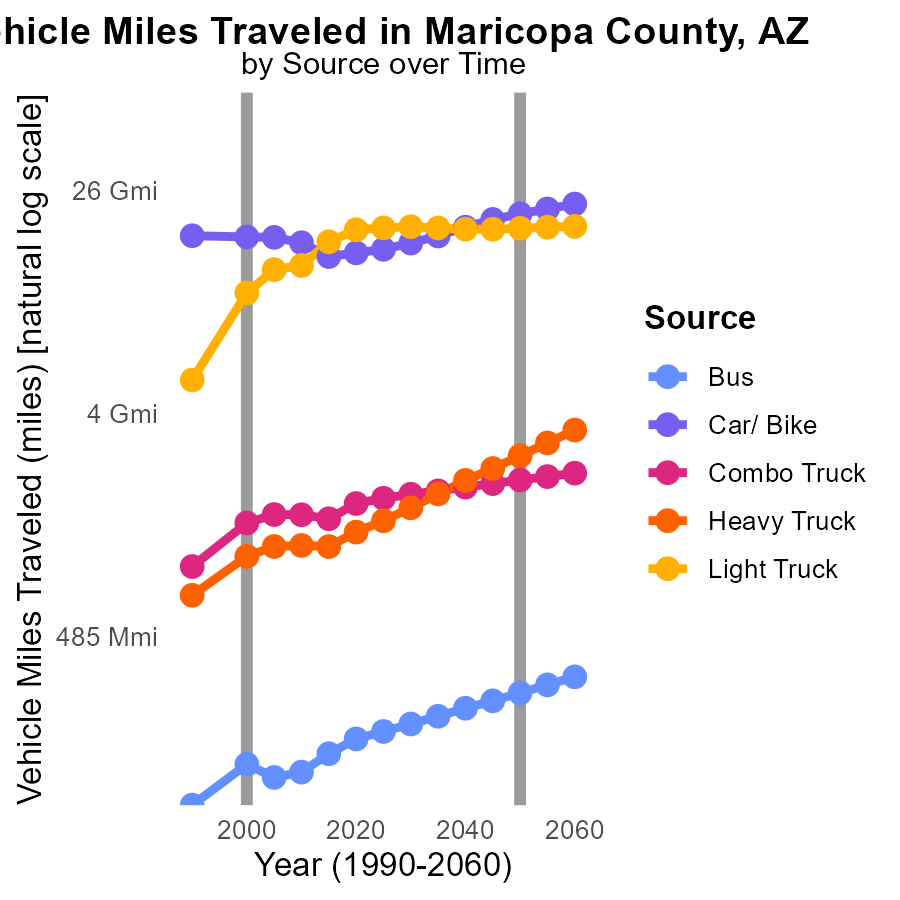 hicle Miles Traveled in Maricopa County, AZ
by Source over Time
Vehicle Miles Traveled (miles) [natural log scale]
26 Gmi
4 Gmi
485 Mmi
2000 2020 2040 2060
Year (1990-2060)
Source
Bus
Car/ Bike
Combo Truck
Heavy Truck
Light Truck